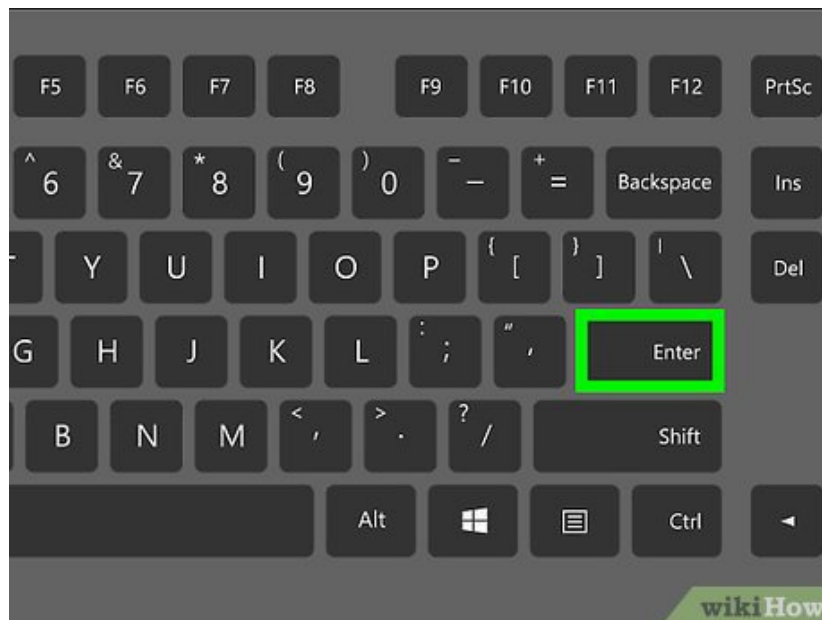 F5 F6 F7 F8 F9 F10 F11 F12 PrtSc
^ 6 & 7 * 8 ( 9 ) 0 _ - + = Backspace Ins
Y U I O P { [ } ] | \ Del
G H J K L : ; " ' Enter
B N M < , > . ? / Shift
Alt Ctrl ◄
wikiHow